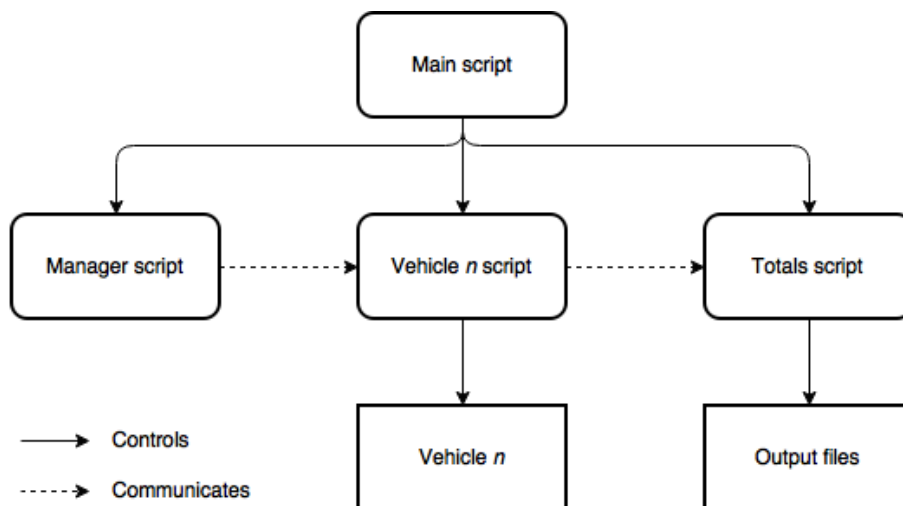 Main script
Manager script
Vehicle n script
Totals script
Controls
Vehicle n
Output files
Communicates